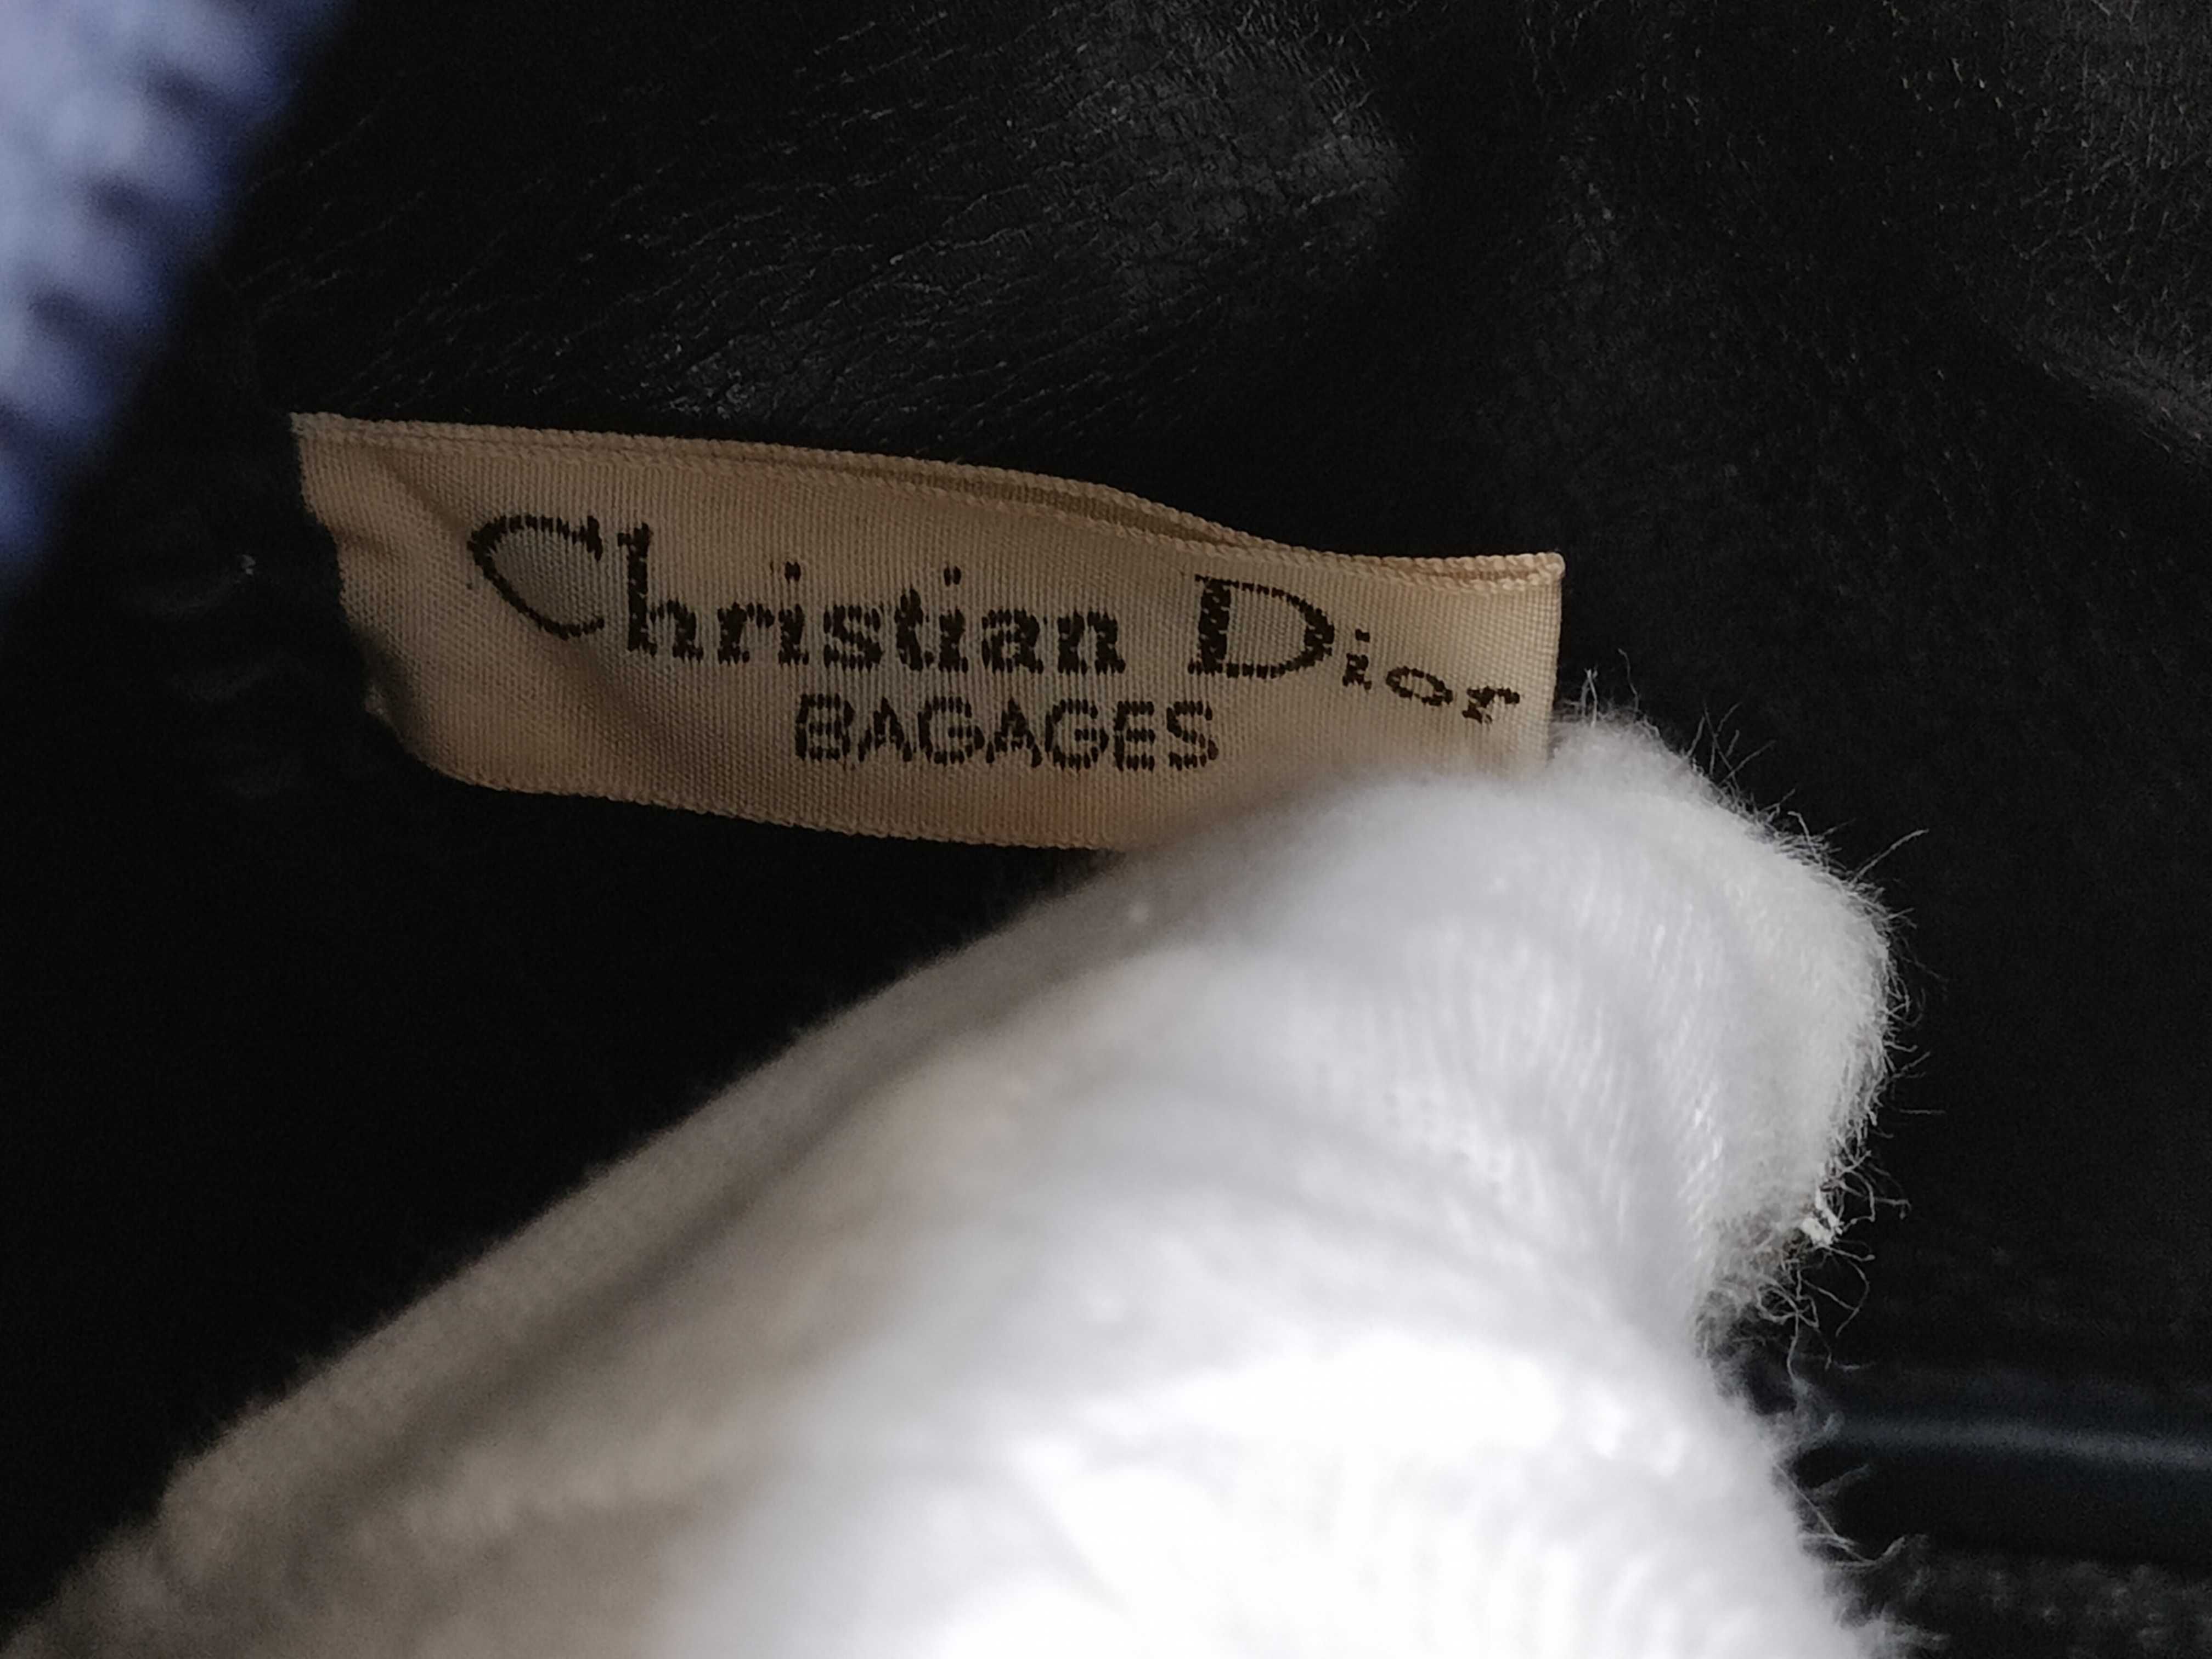 Christian Dior
BAGAGES